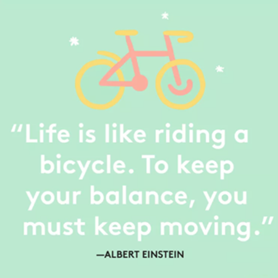 “Life is like riding a
bicycle. To keep
your balance, you
must keep moving.”
—ALBERT EINSTEIN